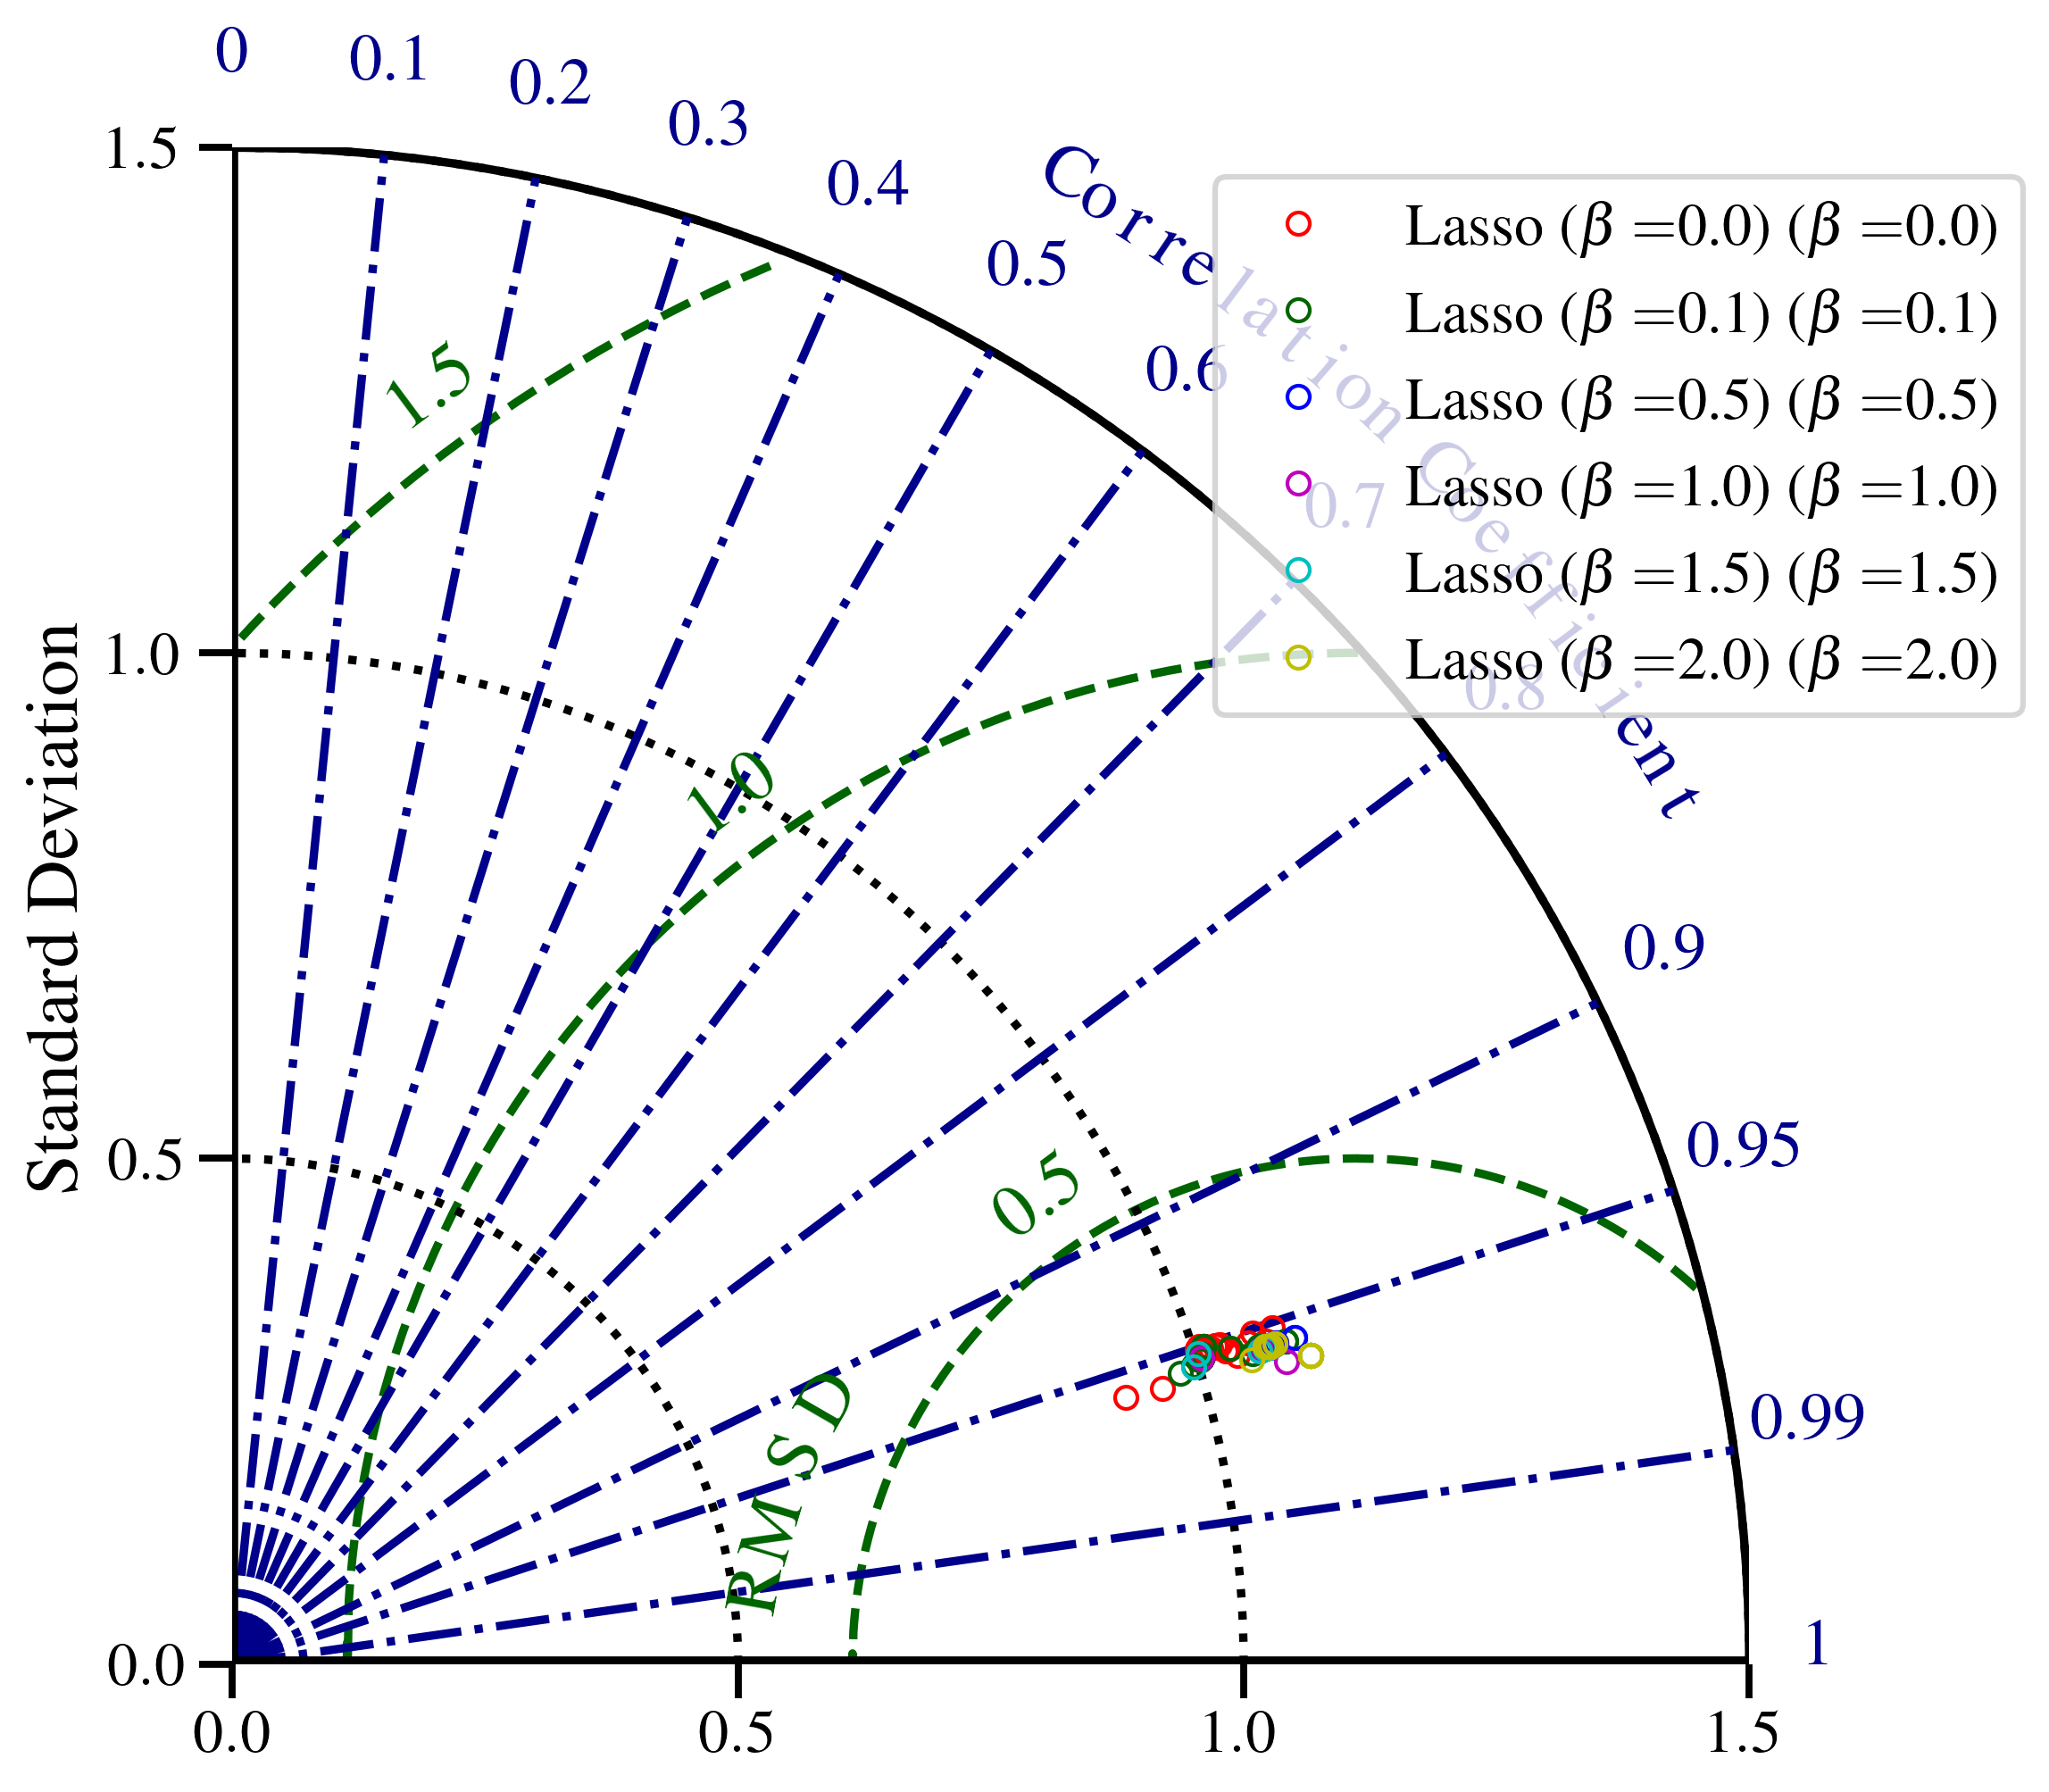 0
0.1
0.2
0.3
0.4
0.5
0.6
0.7
0.8
0.9
0.95
0.99
1
Correlation Coefficient
Lasso (β =0.0) (β =0.0)
Lasso (β =0.1) (β =0.1)
Lasso (β =0.5) (β =0.5)
Lasso (β =1.0) (β =1.0)
Lasso (β =1.5) (β =1.5)
Lasso (β =2.0) (β =2.0)
1.5
1.0
0.5
0.0
Standard Deviation
1.5
1.0
0.5
RMSD
0.0
0.5
1.0
1.5